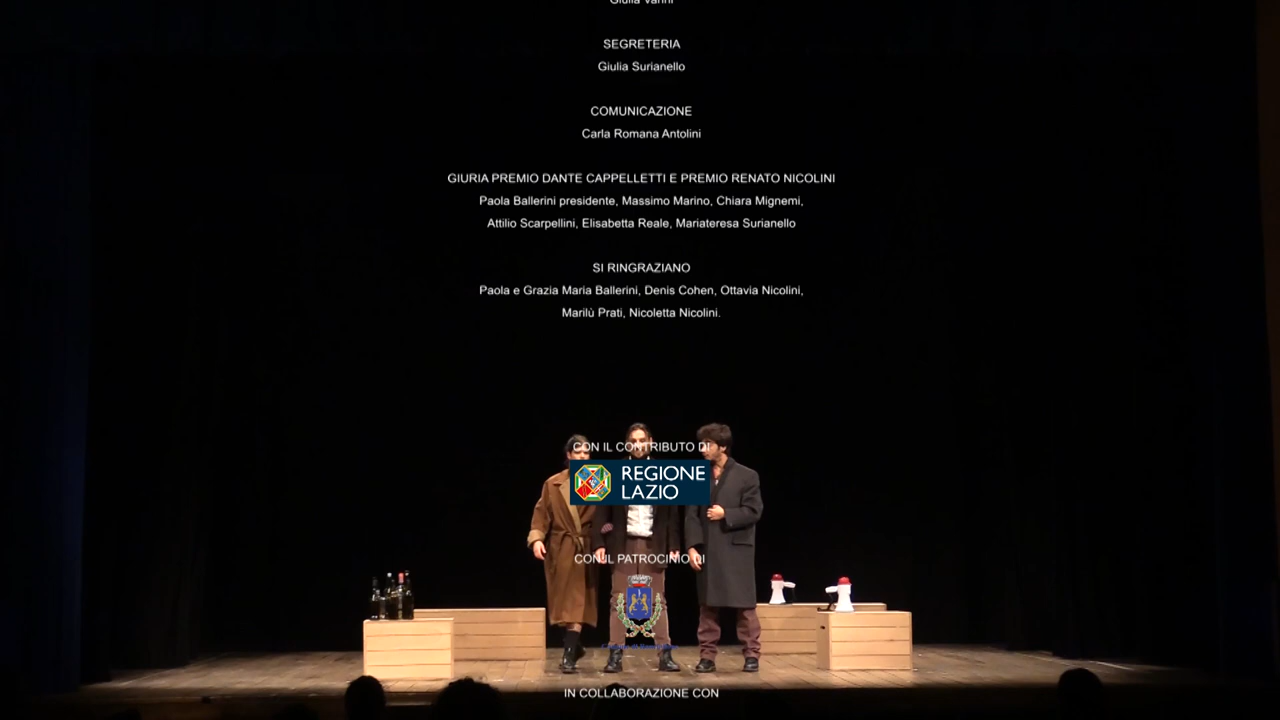 Giulia Vanni
SEGRETERIA
Giulia Surianello
COMUNICAZIONE
Carla Romana Antolini
GIURIA PREMIO DANTE CAPPELLETTI E PREMIO RENATO NICOLINI
Paola Ballerini presidente, Massimo Marino, Chiara Mignemi,
Attilio Scarpellini, Elisabetta Reale, Mariateresa Surianello
SI RINGRAZIANO
Paola e Grazia Maria Ballerini, Denis Cohen, Ottavia Nicolini,
Marilù Prati, Nicoletta Nicolini.
CON IL CONTRIBUTO DI
REGIONE
LAZIO
CON IL PATROCINIO DI
IN COLLABORAZIONE CON